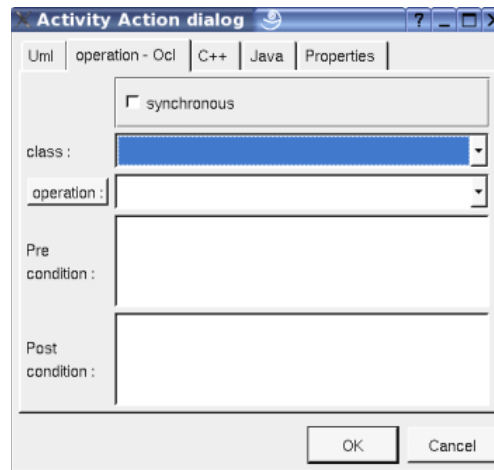 Activity Action dialog
Uml operation - Ocl C++ Java Properties
synchronous
class :
operation :
Pre
condition :
Post
condition :
OK Cancel